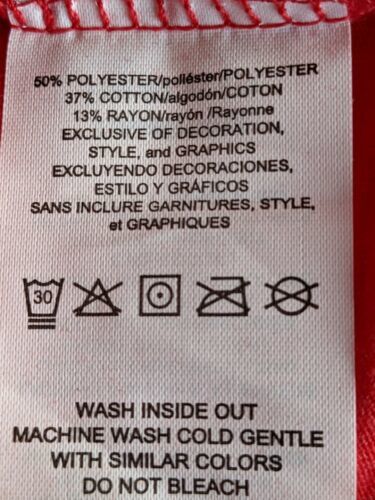 50% POLYESTER/poliéster/POLYESTER
37% COTTON/algodón/COTON
13% RAYON/rayón /Rayonne
EXCLUSIVE OF DECORATION,
STYLE, and GRAPHICS
EXCLUYENDO DECORACIONES,
ESTILO Y GRÁFICOS
SANS INCLURE GARNITURES, STYLE,
et GRAPHIQUES
30
WASH INSIDE OUT
MACHINE WASH COLD GENTLE
WITH SIMILAR COLORS
DO NOT BLEACH